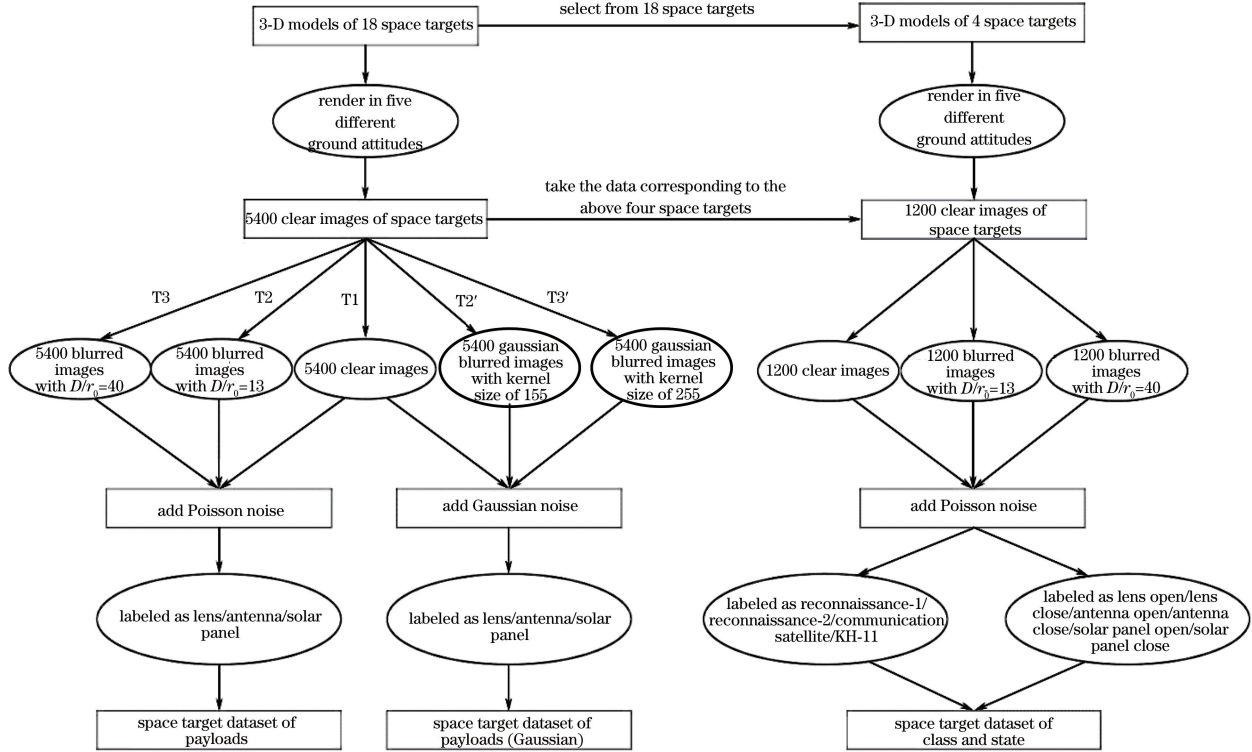 select from 18 space targets
3-D models of 18 space targets
3-D models of 4 space targets
render in five
different
ground attitudes
render in five
different
ground attitudes
take the data corresponding to the
above four space targets
5400 clear images of space targets
1200 clear images of
space targets
T3
T2
T1
T2′
T3′
5400 blurred
images
with D/r0=40
5400 blurred
images
with D/r0=13
5400 clear images
5400 gaussian
blurred images
with kernel
size of 155
5400 gaussian
blurred images
with kernel
size of 255
1200 clear images
1200 blurred
images
with D/r0=13
1200 blurred
images
with D/r0=40
add Poisson noise
add Gaussian noise
add Poisson noise
labeled as lens/antenna/solar
panel
labeled as lens/antenna/solar
panel
labeled as reconnaissance-1/
reconnaissance-2/communication
satellite/KH-11
labeled as lens open/lens
close/antenna open/antenna
close/solar panel open/solar
panel close
space target dataset of
payloads
space target dataset of
payloads (Gaussian)
space target dataset of
class and state